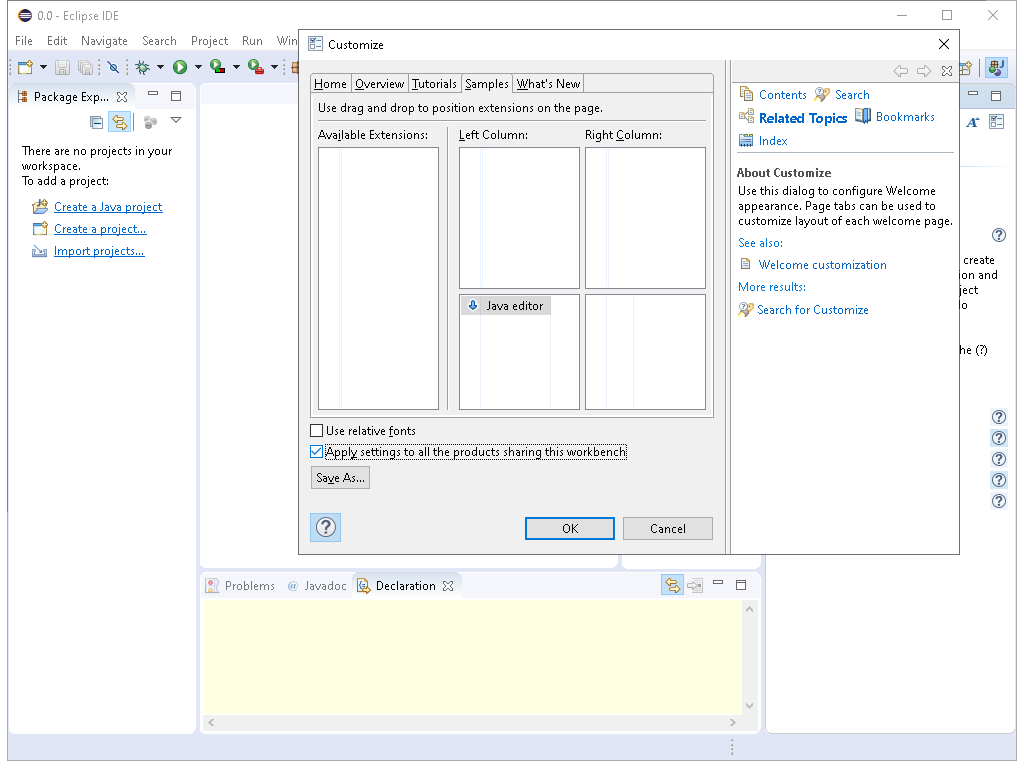 0.0 - Eclipse IDE
File Edit Navigate Search Project Run Win
Customize
Package Exp...
There are no projects in your
workspace.
To add a project:
Create a Java project
Create a project...
Import projects...
Home Overview Tutorials Samples What's New
Use drag and drop to position extensions on the page.
Available Extensions: Left Column: Right Column:
Java editor
Use relative fonts
Apply settings to all the products sharing this workbench
Save As...
OK Cancel
Contents Search
Related Topics Bookmarks
Index
About Customize
Use this dialog to configure Welcome
appearance. Page tabs can be used to
customize layout of each welcome page.
See also:
Welcome customization
More results:
Search for Customize
create
ion and
ject
o
he (?)
Problems @ Javadoc Declaration